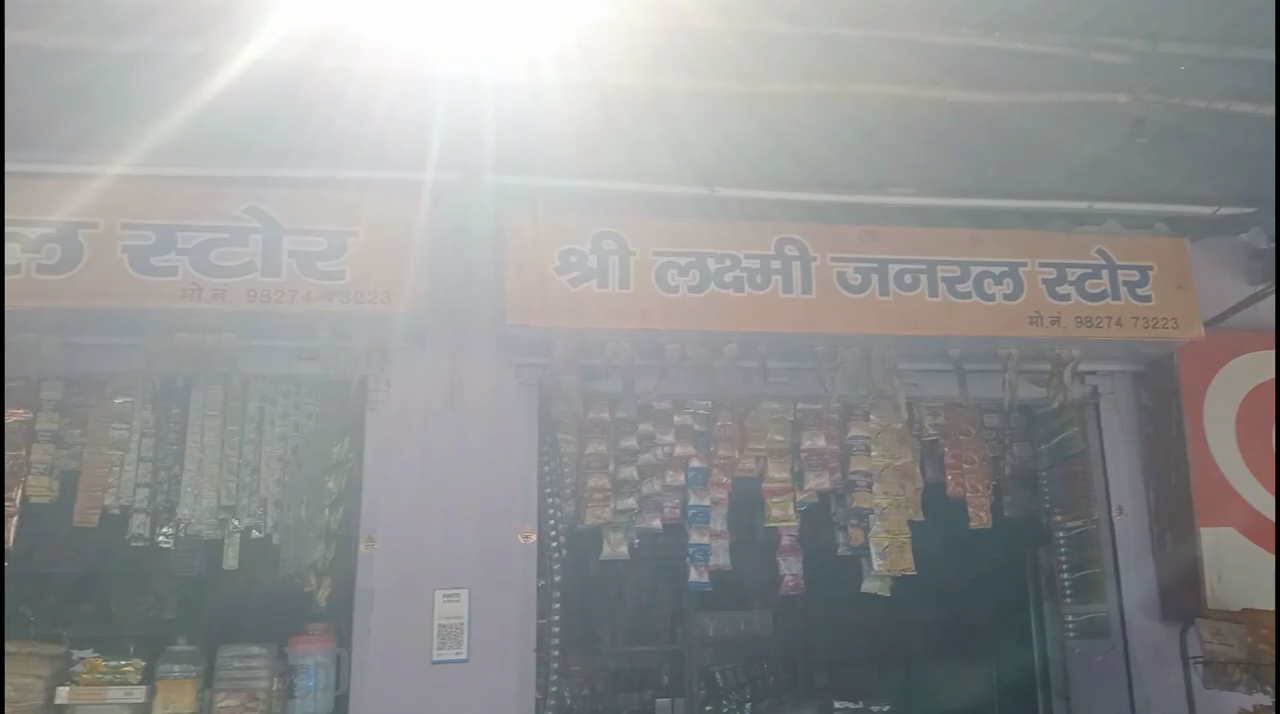 ल स्टोर
मो.नं. 98274 73223
श्री लक्ष्मी जनरल स्टोर
मो.नं. 98274 73223